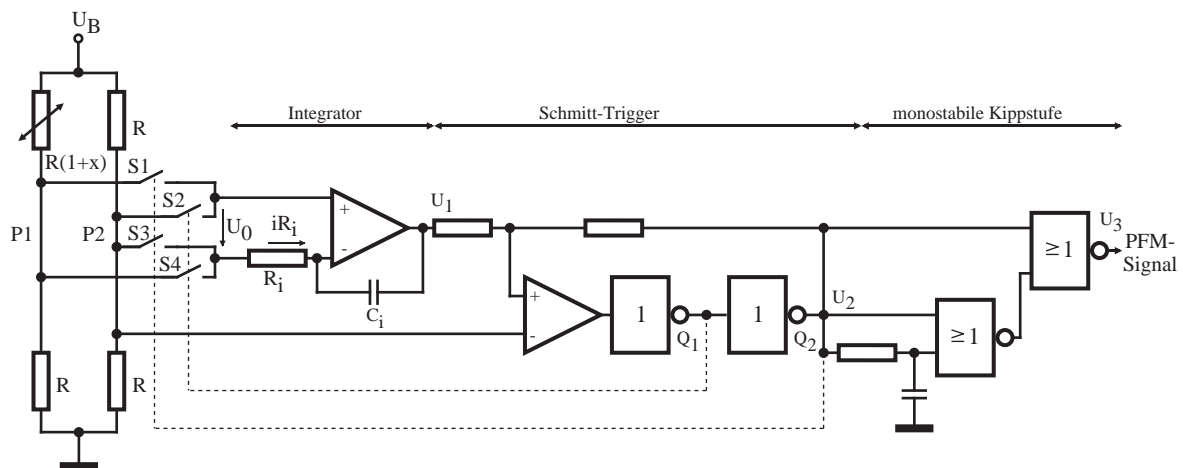 U_B
Integrator
Schmitt-Trigger
monostabile Kippstufe
R
R(1+x)
S1
S2
S3
S4
P1
P2
U_0
iR_i
R_i
+
-
C_i
U_1
+
-
1
Q_1
1
Q_2
U_2
≥1
≥1
U_3
PFM-
Signal
R
R